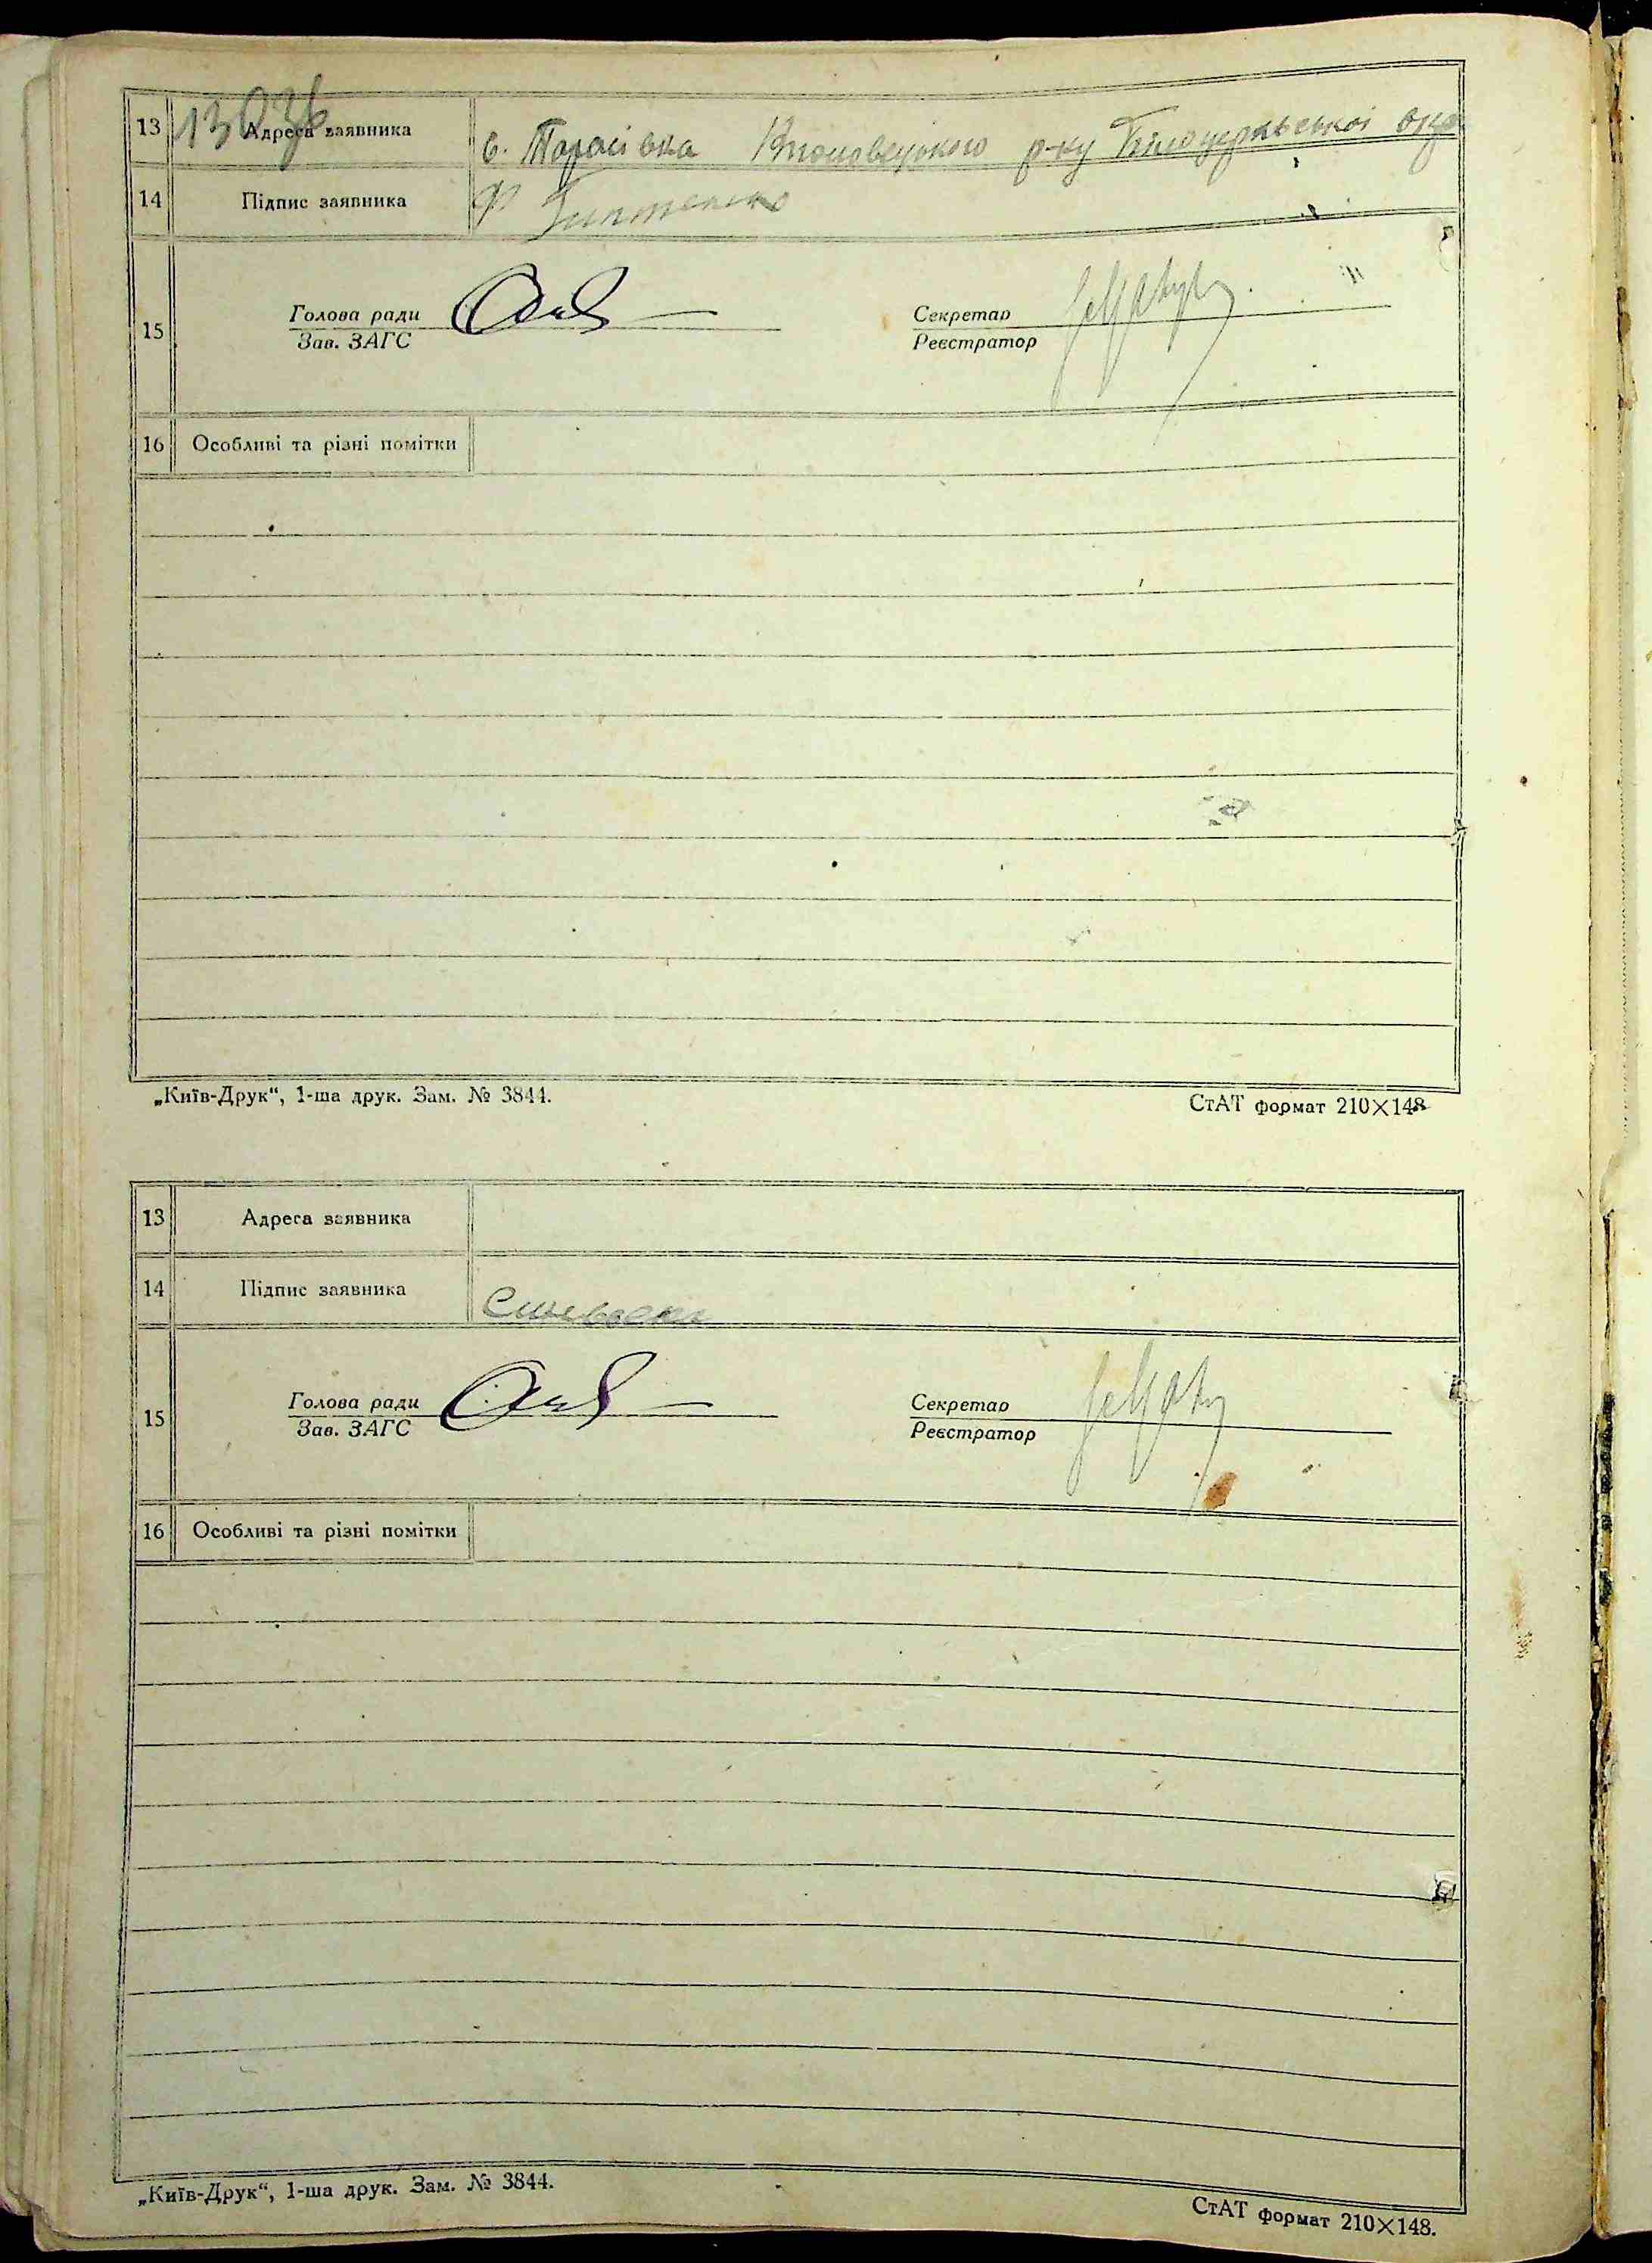 13 Адреса заявника с. Тарасівка р-ну Білоцерківської окр
14 Підпис заявника
15 Голова ради Секретар
Зав. ЗАГС Реєстратор
16 Особливі та різні помітки
„Київ-Друк“, 1-ша друк. Зам. № 3844. СтАТ формат 210×148
13 Адреса заявника
14 Підпис заявника
15 Голова ради Секретар
Зав. ЗАГС Реєстратор
16 Особливі та різні помітки
„Київ-Друк“, 1-ша друк. Зам. № 3844. СтАТ формат 210×148.